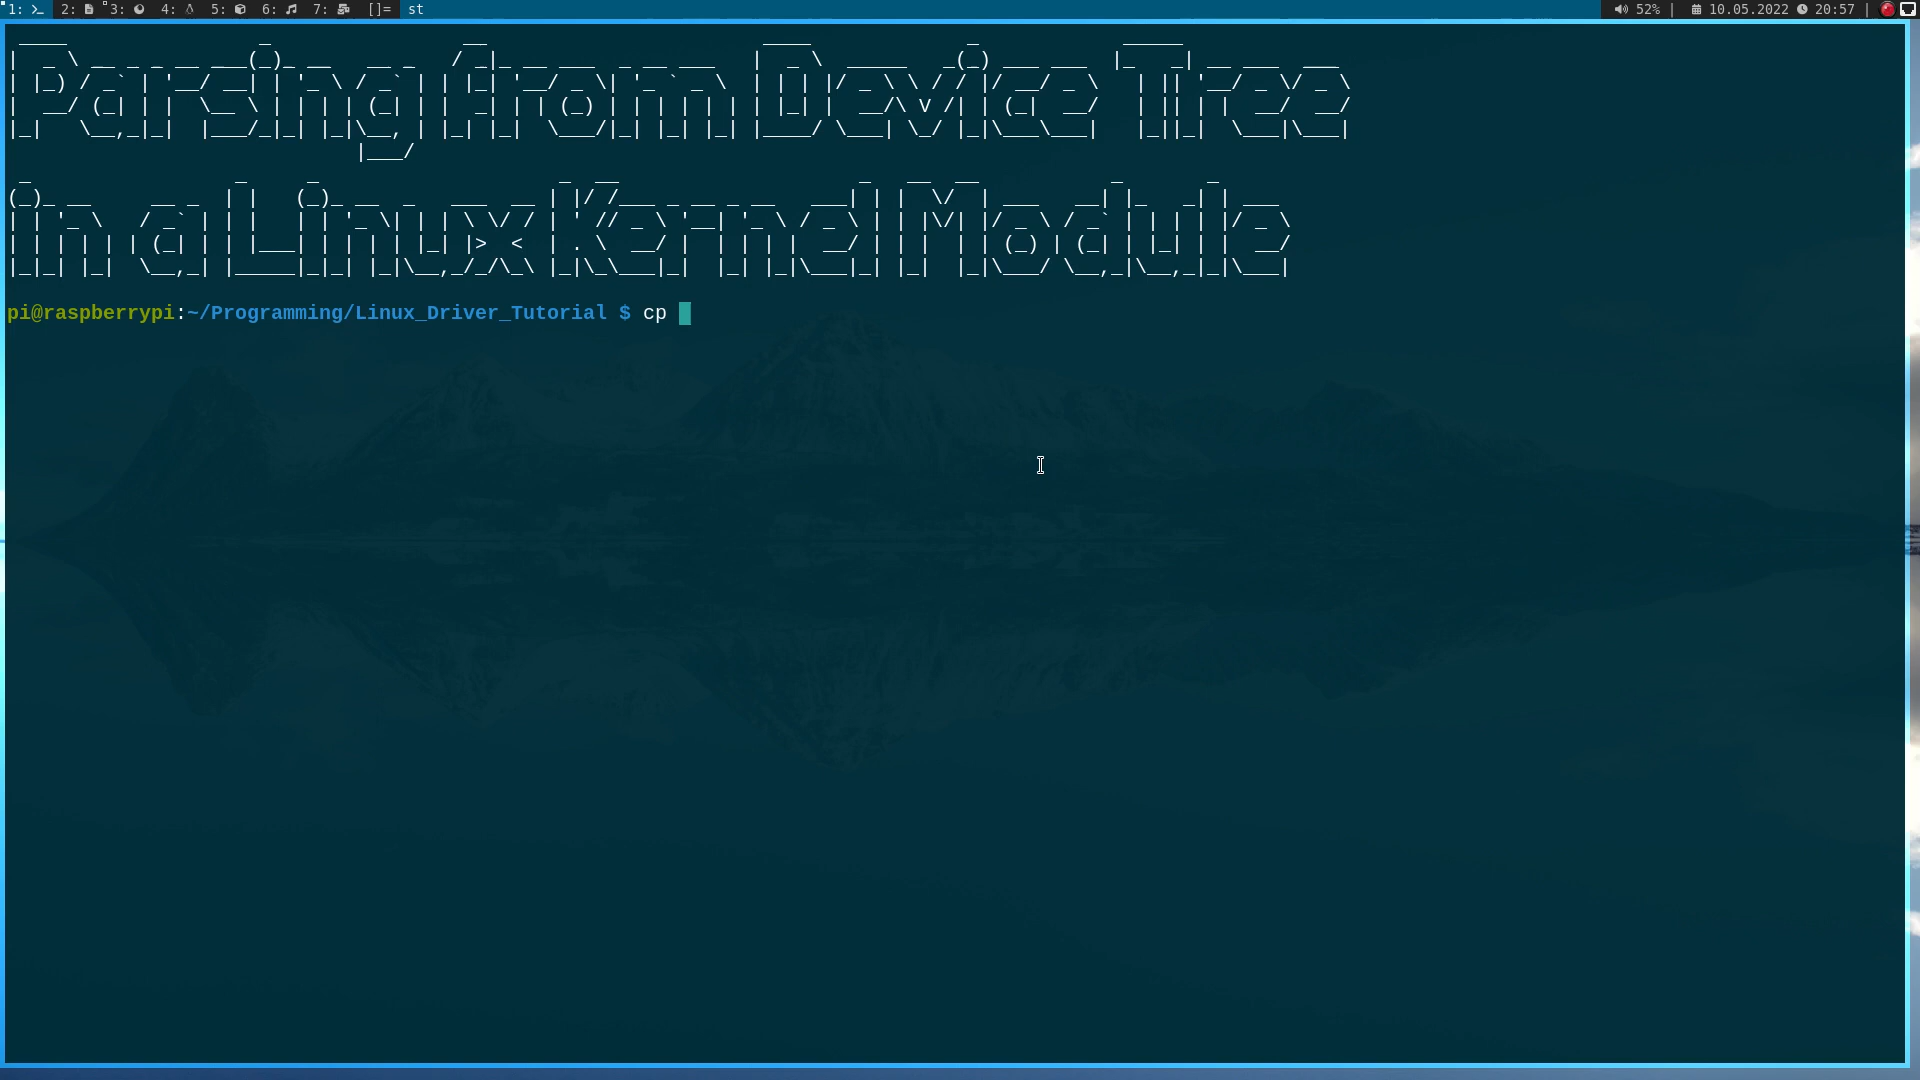 1: 2: 3: 4: 5: 6: 7: []= st 52% | 10.05.2022 20:57 |
Parsing from Device Tree
in a Linux Kernel Module
pi@raspberrypi:~/Programming/Linux_Driver_Tutorial $ cp